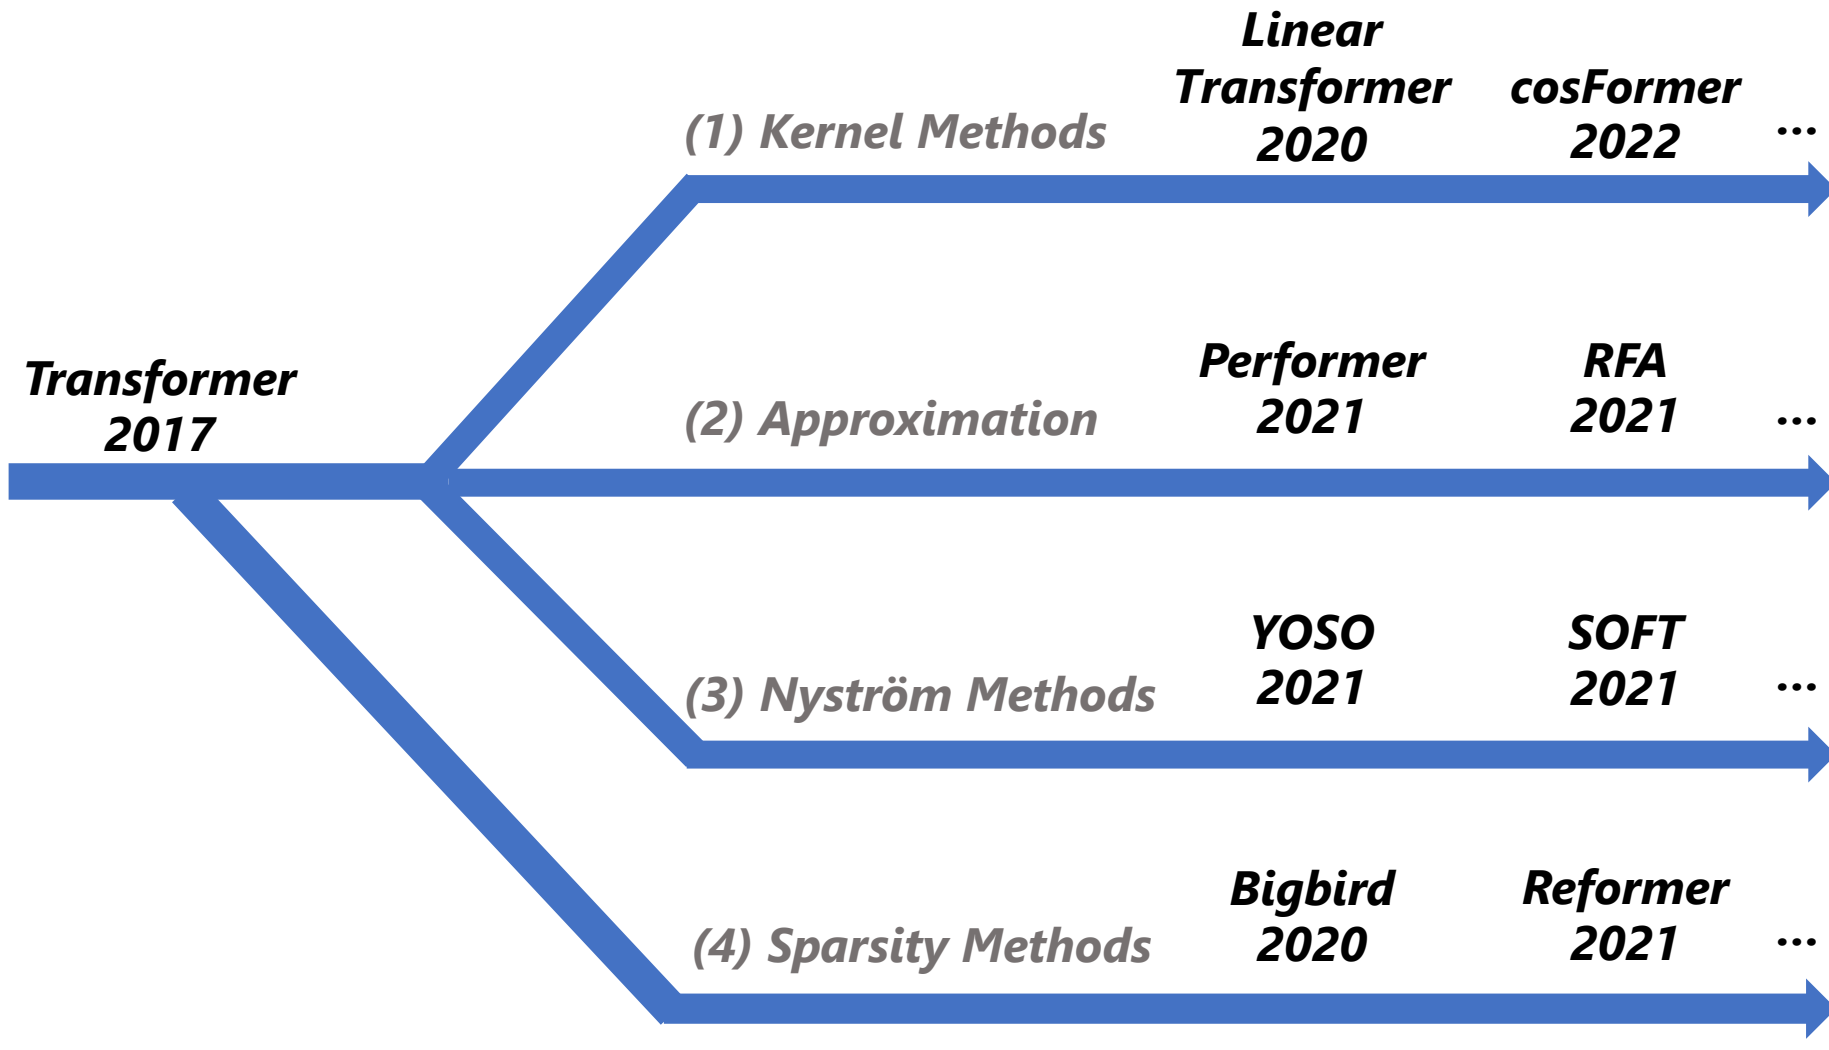 Transformer
2017
(1) Kernel Methods
Linear
Transformer
2020
cosFormer
2022
...
(2) Approximation
Performer
2021
RFA
2021
...
(3) Nyström Methods
YOSO
2021
SOFT
2021
...
(4) Sparsity Methods
Bigbird
2020
Reformer
2021
...